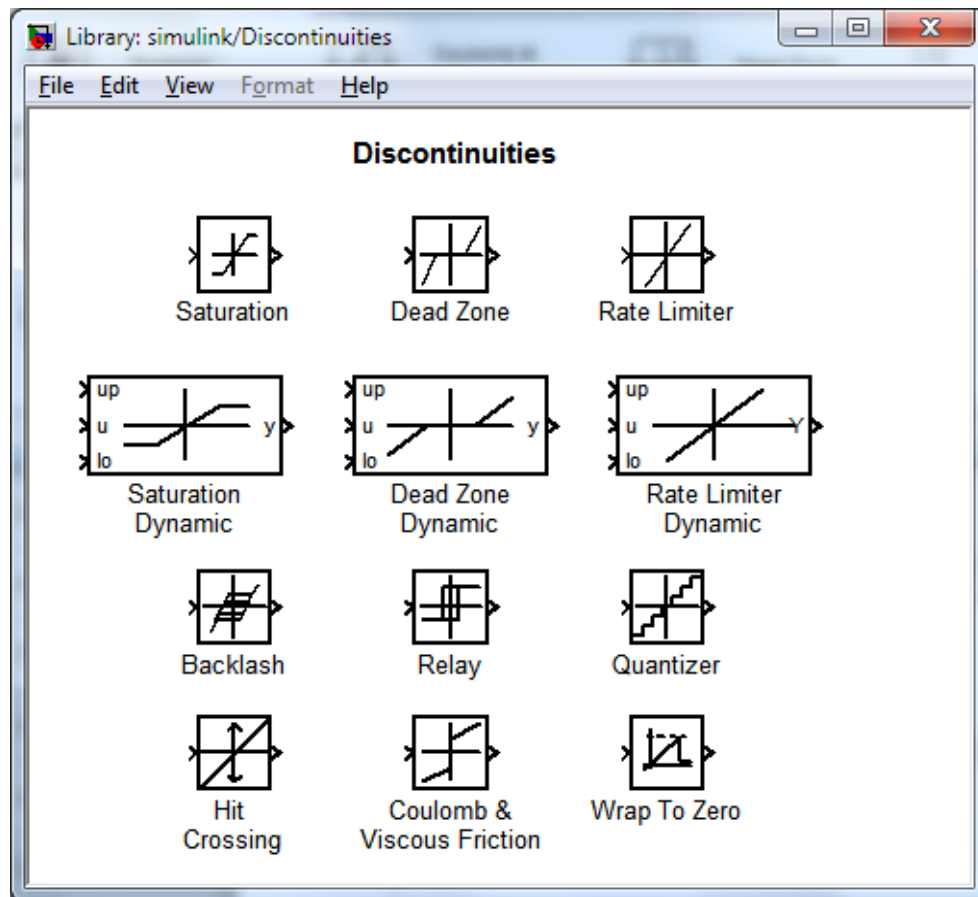 Library: simulink/Discontinuities
File Edit View Format Help
Discontinuities
Saturation Dead Zone Rate Limiter
up up up
u y u y u Y
lo lo lo
Saturation Dead Zone Rate Limiter
Dynamic Dynamic Dynamic
Backlash Relay Quantizer
Hit Coulomb & Wrap To Zero
Crossing Viscous Friction